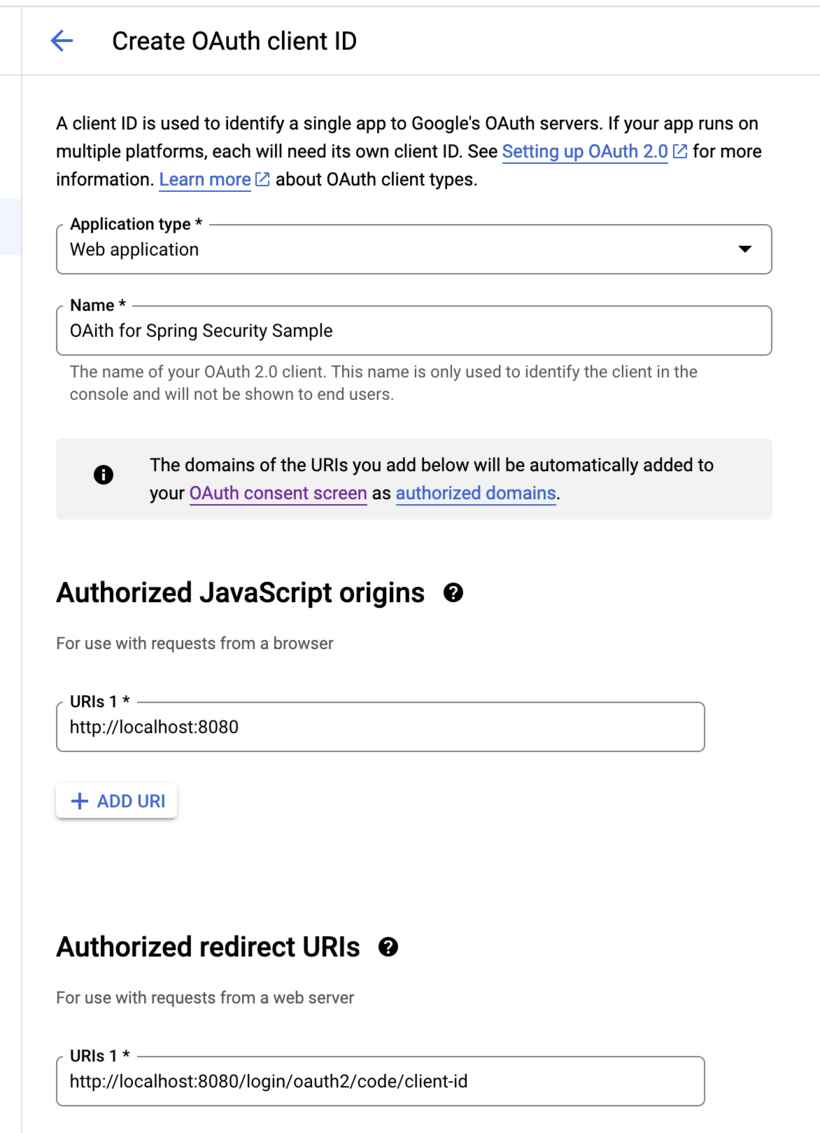 Create OAuth client ID
A client ID is used to identify a single app to Google's OAuth servers. If your app runs on
multiple platforms, each will need its own client ID. See Setting up OAuth 2.0 for more
information. Learn more about OAuth client types.
Application type *
Web application
Name *
OAith for Spring Security Sample
The name of your OAuth 2.0 client. This name is only used to identify the client in the
console and will not be shown to end users.
The domains of the URIs you add below will be automatically added to
your OAuth consent screen as authorized domains.
Authorized JavaScript origins
For use with requests from a browser
URIs 1 *
http://localhost:8080
+ ADD URI
Authorized redirect URIs
For use with requests from a web server
URIs 1 *
http://localhost:8080/login/oauth2/code/client-id